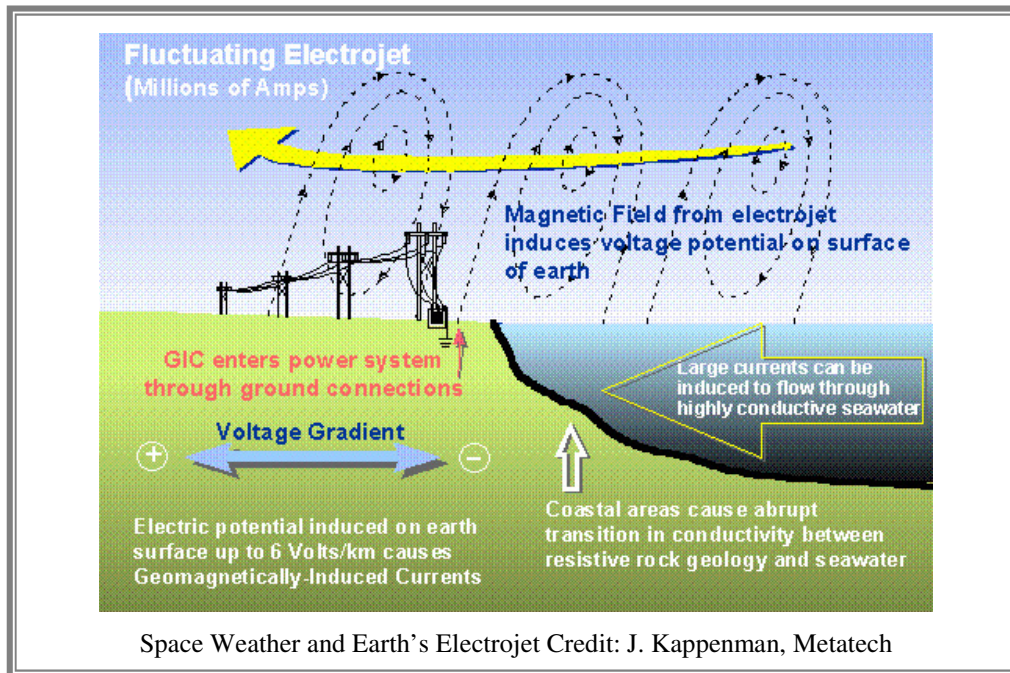 Fluctuating Electrojet
(Millions of Amps)
Magnetic Field from electrojet
induces voltage potential on surface
of earth
GIC enters power system
through ground connections
Large currents can be
induced to flow through
highly conductive seawater
Voltage Gradient
+
-
Electric potential induced on earth
surface up to 6 Volts/km causes
Geomagnetically-Induced Currents
Coastal areas cause abrupt
transition in conductivity between
resistive rock geology and seawater
Space Weather and Earth’s Electrojet Credit: J. Kappenman, Metatech